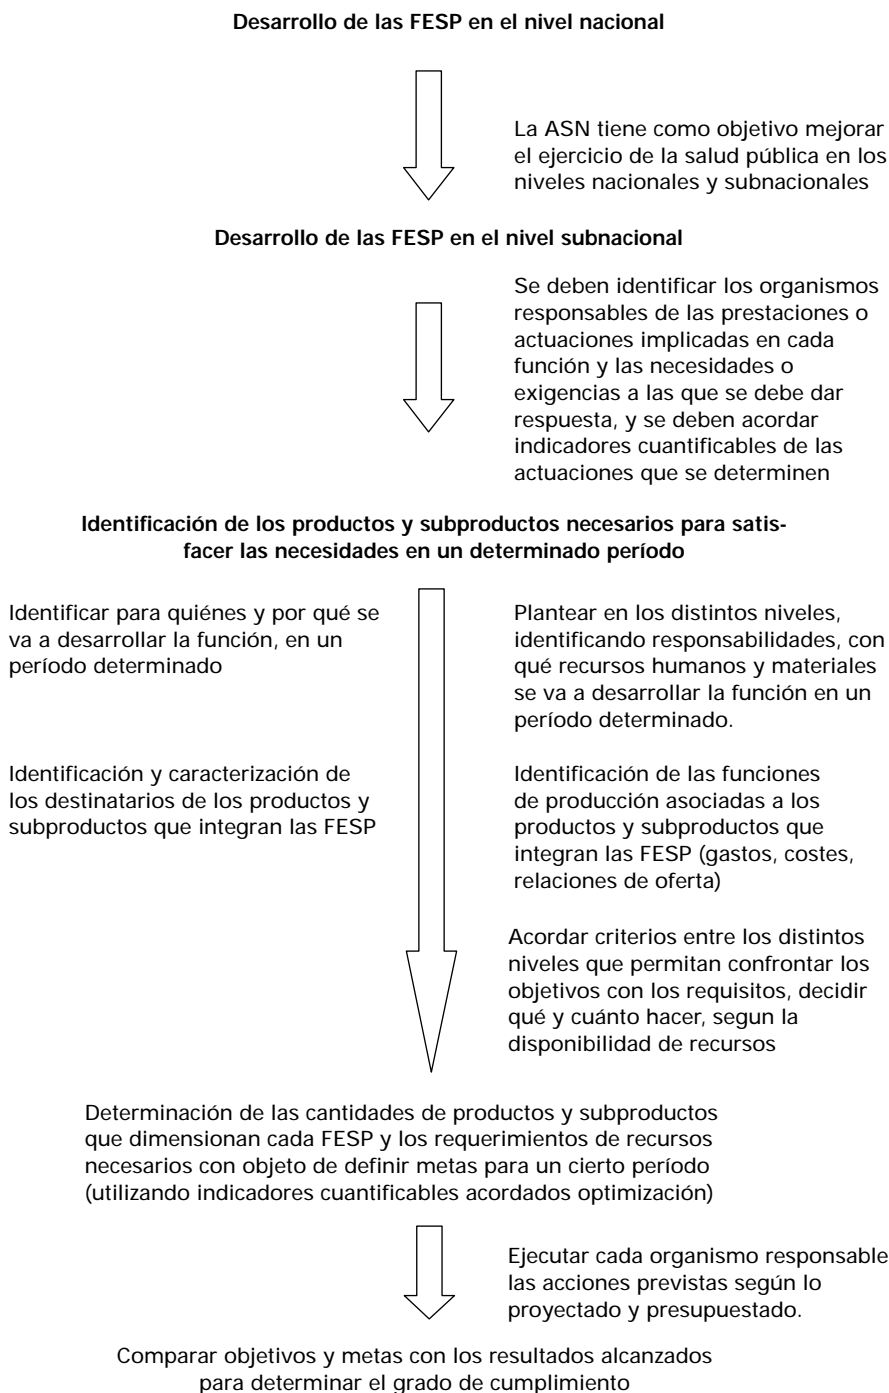 Desarrollo de las FESP en el nivel nacional
La ASN tiene como objetivo mejorar
el ejercicio de la salud pública en los
niveles nacionales y subnacionales
Desarrollo de las FESP en el nivel subnacional
Se deben identificar los organismos
responsables de las prestaciones o
actuaciones implicadas en cada
función y las necesidades o
exigencias a las que se debe dar
respuesta, y se deben acordar
indicadores cuantificables de las
actuaciones que se determinen
Identificación de los productos y subproductos necesarios para satis-
facer las necesidades en un determinado período
Identificar para quiénes y por qué se
va a desarrollar la función, en un
período determinado
Plantear en los distintos niveles,
identificando responsabilidades, con
qué recursos humanos y materiales
se va a desarrollar la función en un
período determinado.
Identificación y caracterización de
los destinatarios de los productos y
subproductos que integran las FESP
Identificación de las funciones
de producción asociadas a los
productos y subproductos que
integran las FESP (gastos, costes,
relaciones de oferta)
Acordar criterios entre los distintos
niveles que permitan confrontar los
objetivos con los requisitos, decidir
qué y cuánto hacer, segun la
disponibilidad de recursos
Determinación de las cantidades de productos y subproductos
que dimensionan cada FESP y los requerimientos de recursos
necesarios con objeto de definir metas para un cierto período
(utilizando indicadores cuantificables acordados optimización)
Ejecutar cada organismo responsable
las acciones previstas según lo
proyectado y presupuestado.
Comparar objetivos y metas con los resultados alcanzados
para determinar el grado de cumplimiento